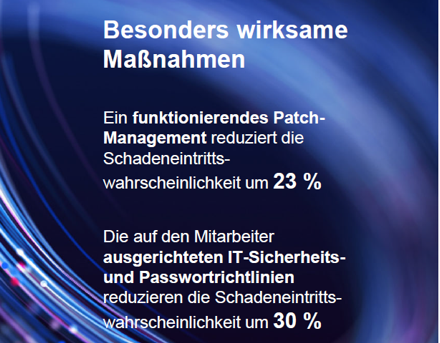 Besonders wirksame
Maßnahmen
Ein funktionierendes Patch-
Management reduziert die
Schadeneintritts-
wahrscheinlichkeit um 23 %
Die auf den Mitarbeiter
ausgerichteten IT-Sicherheits-
und Passwortrichtlinien
reduzieren die Schadeneintritts-
wahrscheinlichkeit um 30 %